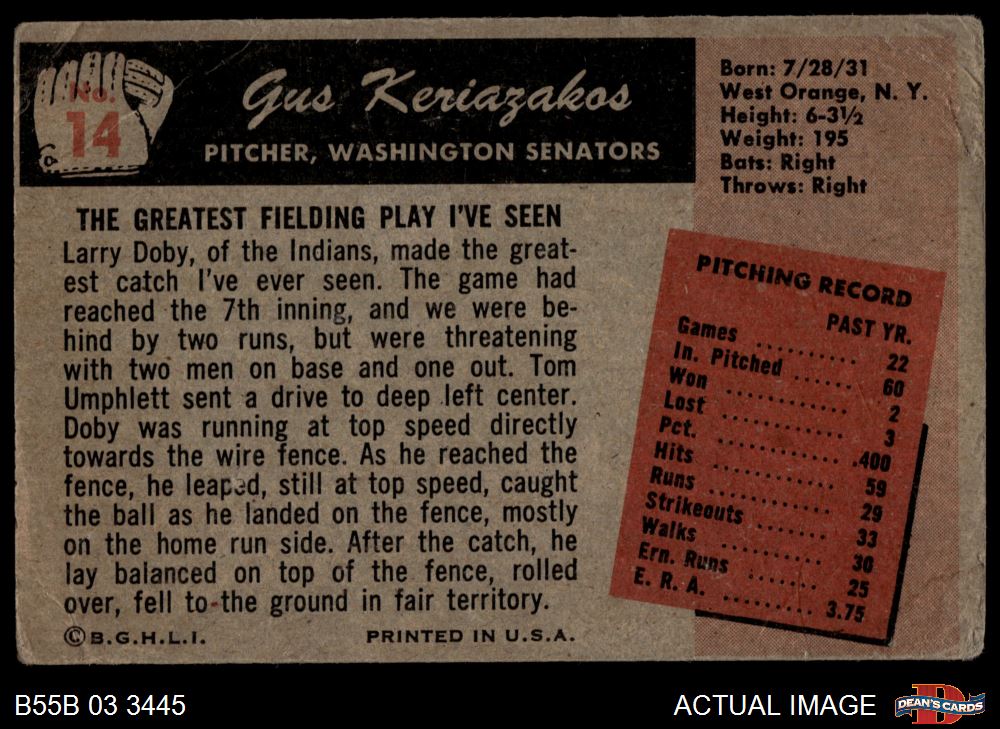 No.
14
Gus Keriazakos
PITCHER, WASHINGTON SENATORS
Born: 7/28/31
West Orange, N. Y.
Height: 6-3½
Weight: 195
Bats: Right
Throws: Right
THE GREATEST FIELDING PLAY I'VE SEEN
Larry Doby, of the Indians, made the great-
est catch I've ever seen. The game had
reached the 7th inning, and we were be-
hind by two runs, but were threatening
with two men on base and one out. Tom
Umphlett sent a drive to deep left center.
Doby was running at top speed directly
towards the wire fence. As he reached the
fence, he leaped, still at top speed, caught
the ball as he landed on the fence, mostly
on the home run side. After the catch, he
lay balanced on top of the fence, rolled
over, fell to the ground in fair territory.
© B.G.H.L.I. PRINTED IN U.S.A.
PITCHING RECORD
PAST YR.
Games .......... 22
In. Pitched ...... 60
Won ............ 2
Lost ............ 3
Pct. ............ .400
Hits ............ 59
Runs ............ 29
Strikeouts ....... 33
Walks .......... 30
Ern. Runs ....... 25
E. R. A. ......... 3.75
B55B 03 3445
ACTUAL IMAGE
D
DEAN'S CARDS